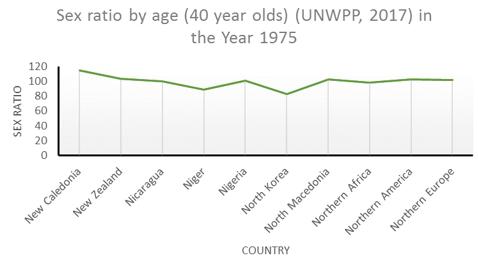 Sex ratio by age (40 year olds) (UNWPP, 2017) in
the Year 1975
120
100
80
60
40
20
0
SEX RATIO
New Caledonia
New Zealand
Nicaragua
Niger
Nigeria
North Korea
North Macedonia
Northern Africa
Northern America
Northern Europe
COUNTRY